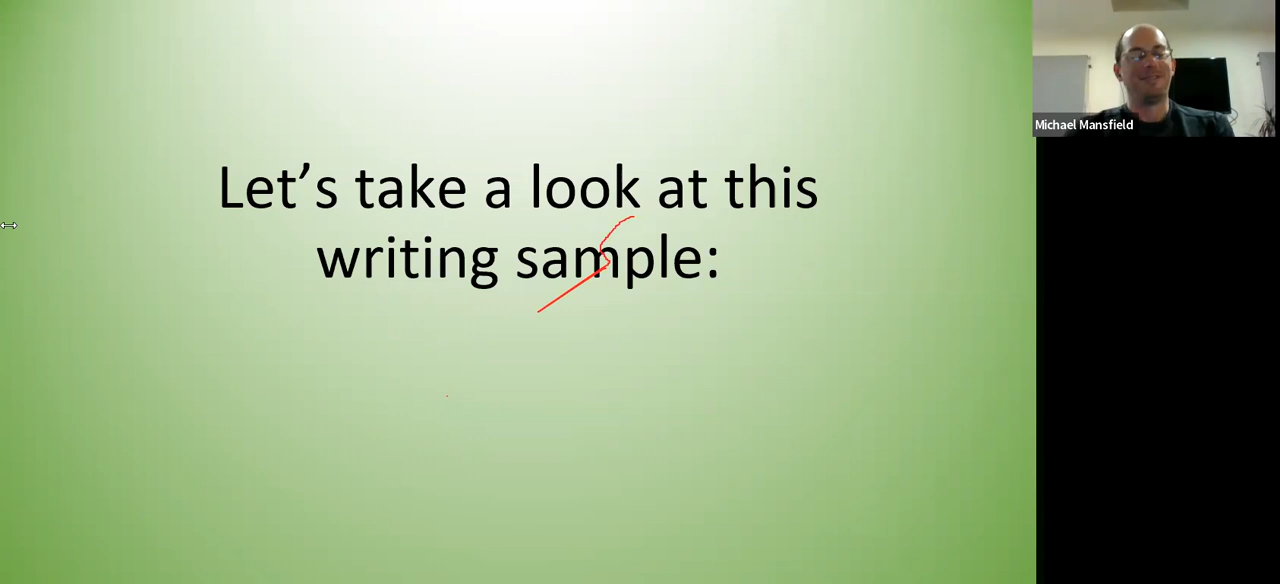 Let’s take a look at this
writing sample:
Michael Mansfield